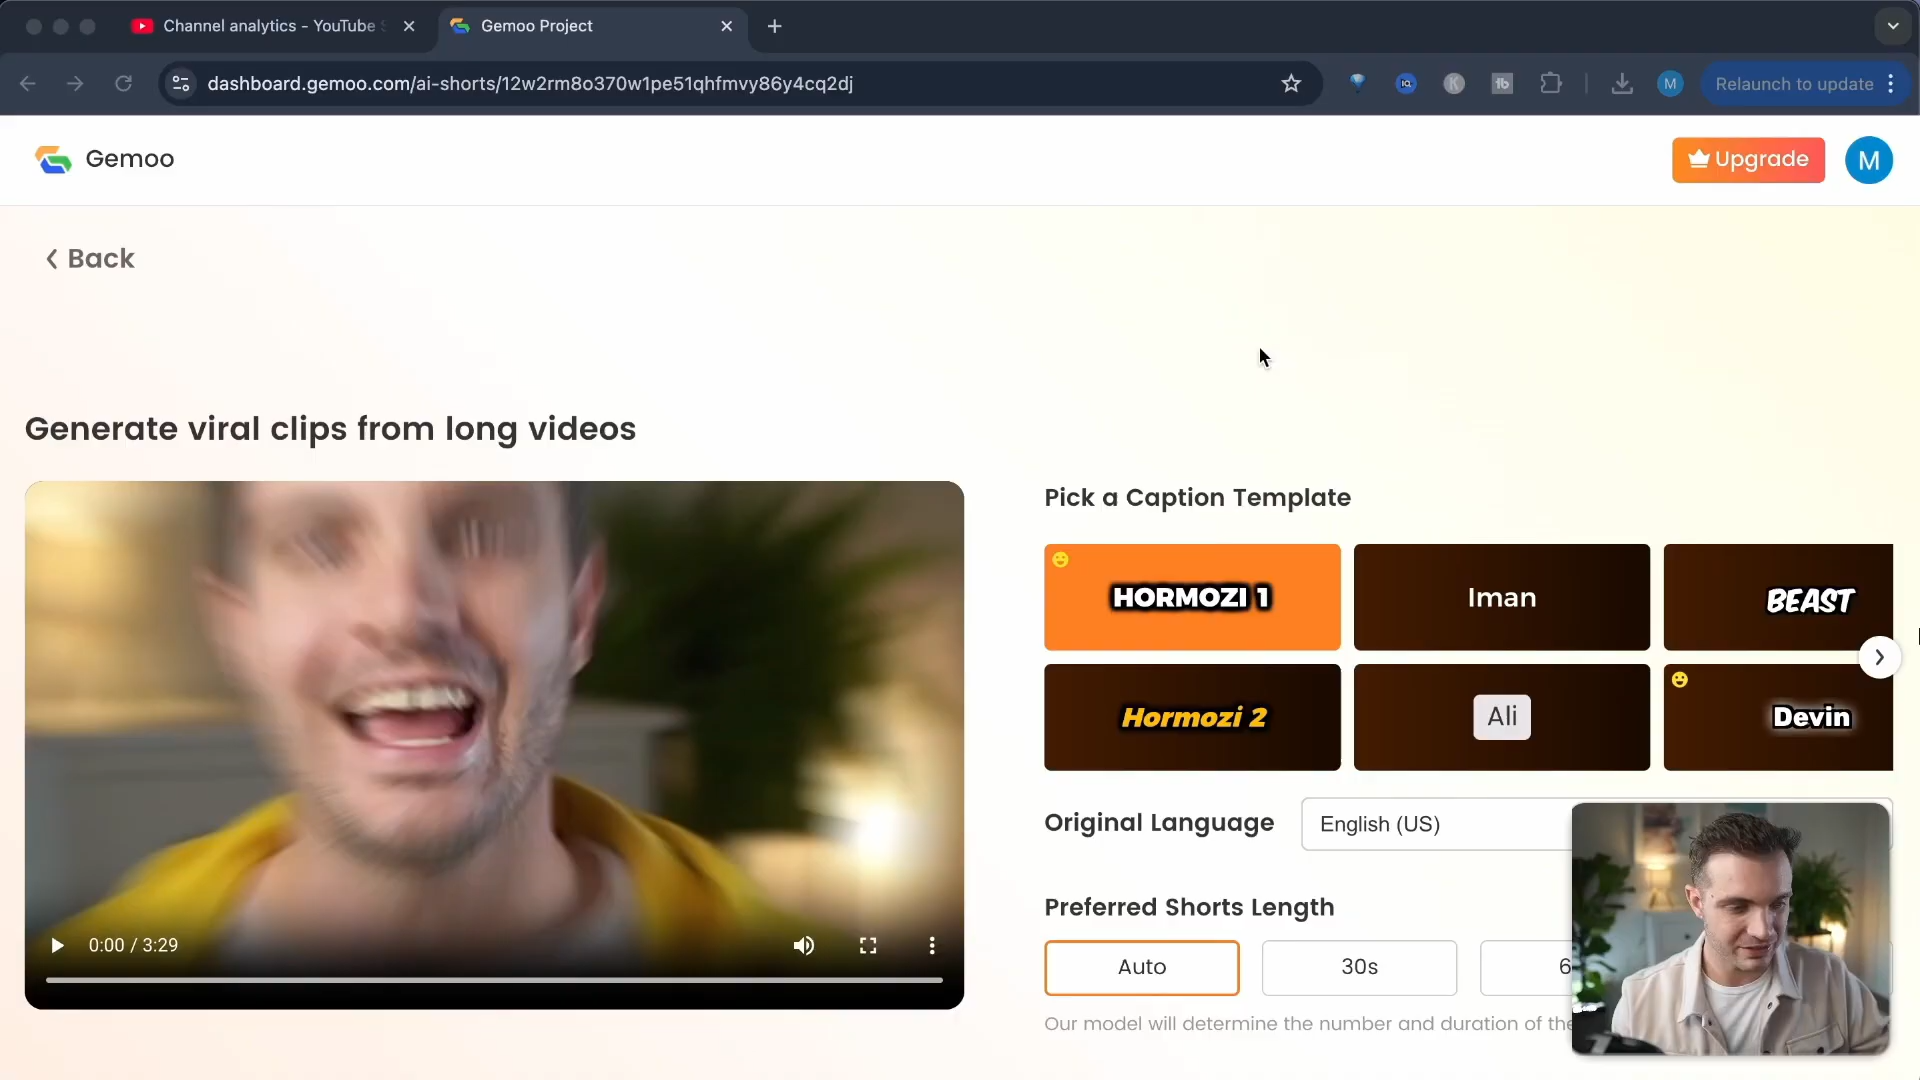 Channel analytics - YouTube
Gemoo Project
dashboard.gemoo.com/ai-shorts/12w2rm8o370w1pe51qhfmvy86y4cq2dj
IQ
K
tb
M
Relaunch to update
Gemoo
Upgrade
M
Back
Generate viral clips from long videos
0:00 / 3:29
Pick a Caption Template
HORMOZI 1
Iman
BEAST
Hormozi 2
Ali
Devin
Original Language
English (US)
Preferred Shorts Length
Auto
30s
6
Our model will determine the number and duration of the